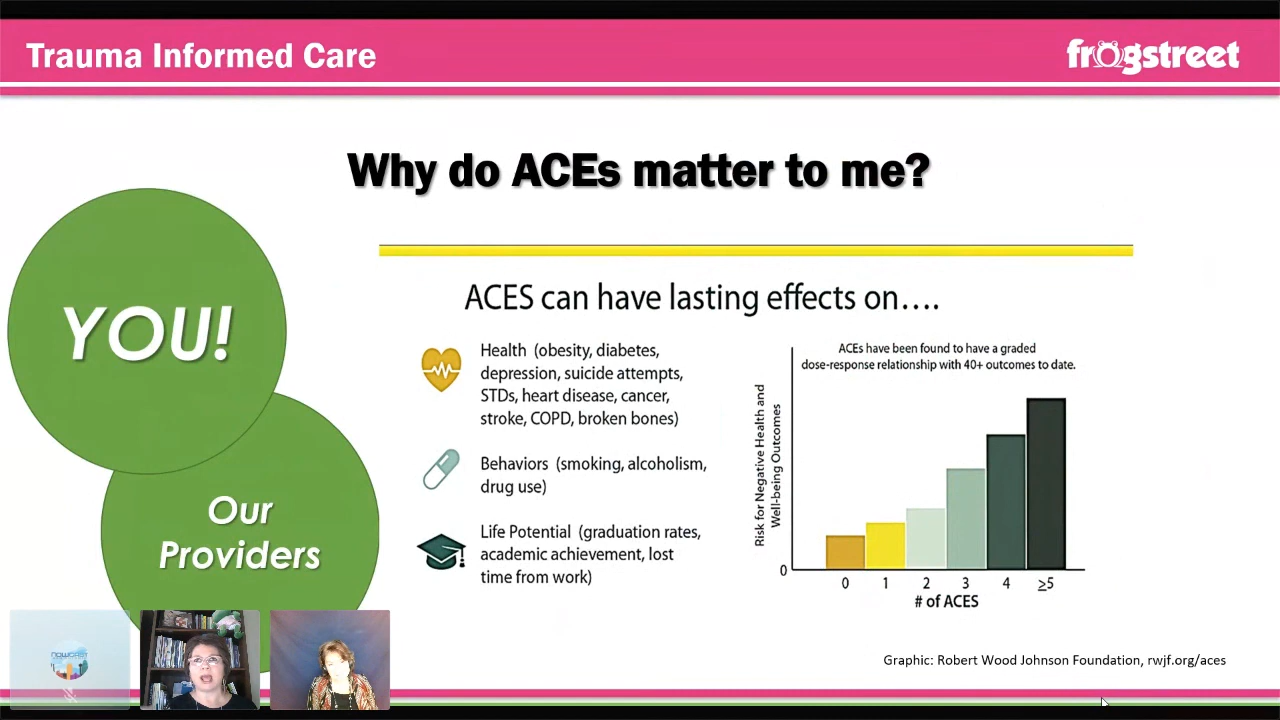 Trauma Informed Care
frogstreet
Why do ACEs matter to me?
YOU!
Our
Providers
ACES can have lasting effects on....
Health (obesity, diabetes,
depression, suicide attempts,
STDs, heart disease, cancer,
stroke, COPD, broken bones)
Behaviors (smoking, alcoholism,
drug use)
Life Potential (graduation rates,
academic achievement, lost
time from work)
ACEs have been found to have a graded
dose-response relationship with 40+ outcomes to date.
Risk for Negative Health and
Well-being Outcomes
0
0 1 2 3 4 ≥5
# of ACES
Graphic: Robert Wood Johnson Foundation, rwjf.org/aces